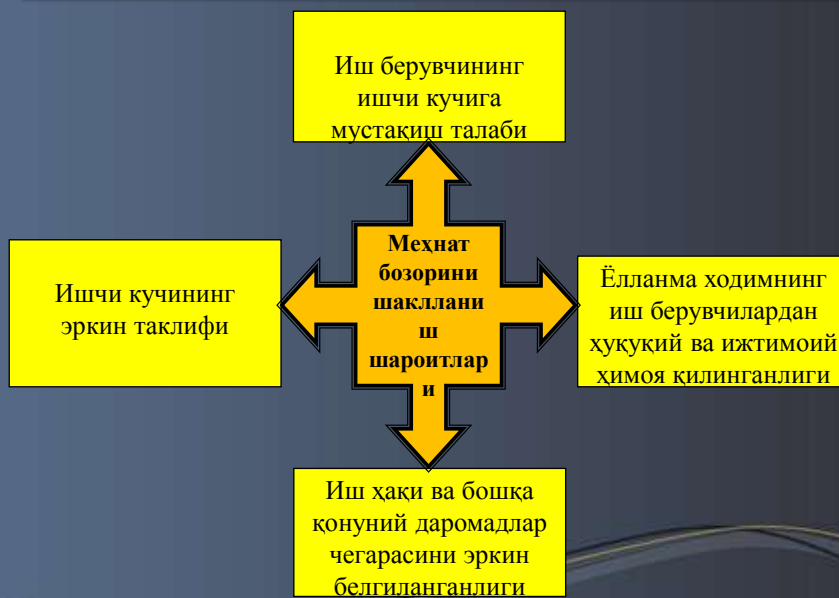 Иш берувчининг
ишчи кучига
мустақиш талаби
Ишчи кучининг
эркин таклифи
Меҳнат
бозорини
шакллани
ш
шароитлар
и
Ёлланма ходимнинг
иш берувчилардан
ҳуқуқий ва ижтимоий
ҳимоя қилинганлиги
Иш ҳақи ва бошқа
қонуний даромадлар
чегарасини эркин
белгиланганлиги